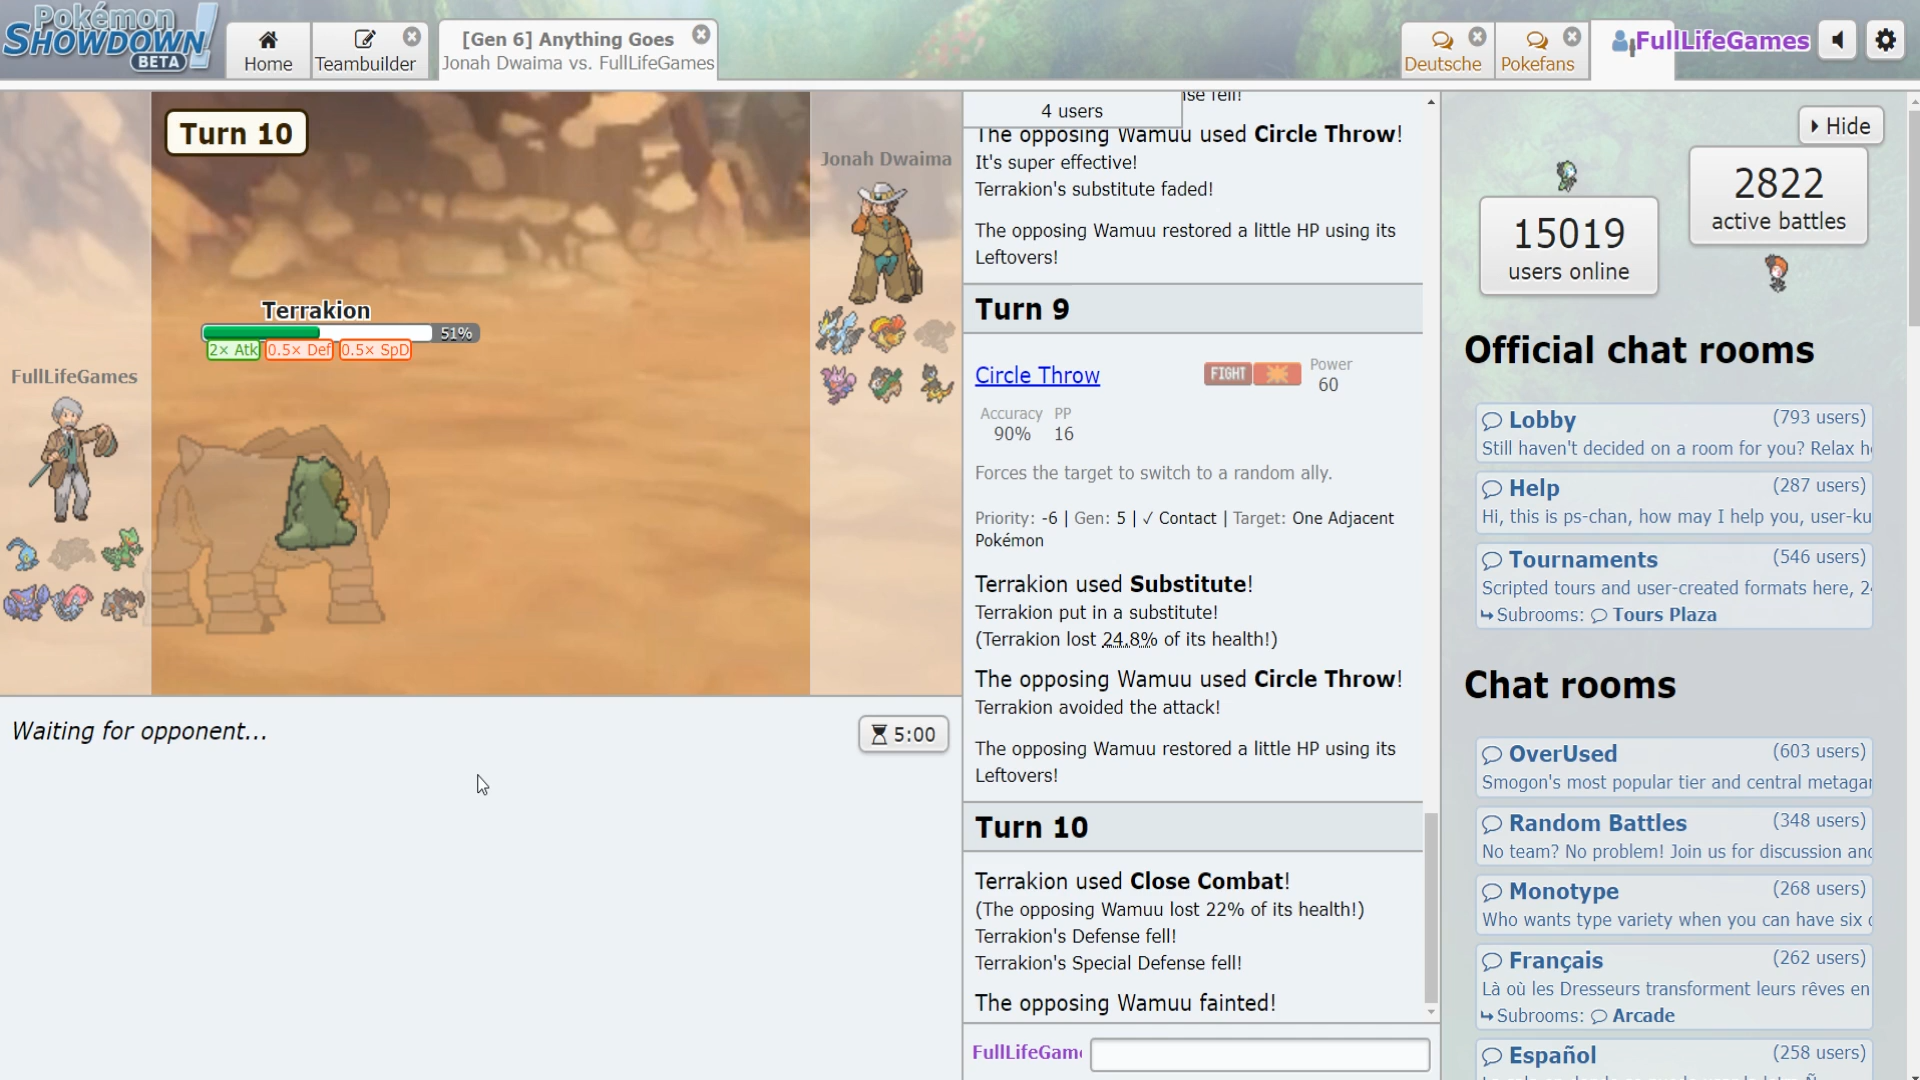 Pokémon
SHOWDOWN!
BETA
Home
Teambuilder
[Gen 6] Anything Goes
Jonah Dwaima vs. FullLifeGames
Deutsche
Pokefans
FullLifeGames
Turn 10
Terrakion
51%
2× Atk
0.5× Def
0.5× SpD
FullLifeGames
Jonah Dwaima
Waiting for opponent...
5:00
4 users
The opposing Wamuu used Circle Throw!
It's super effective!
Terrakion's substitute faded!
The opposing Wamuu restored a little HP using its
Leftovers!
Turn 9
Circle Throw
FIGHT
Power
60
Accuracy
90%
PP
16
Forces the target to switch to a random ally.
Priority: -6 | Gen: 5 | ✓ Contact | Target: One Adjacent
Pokémon
Terrakion used Substitute!
Terrakion put in a substitute!
(Terrakion lost 24.8% of its health!)
The opposing Wamuu used Circle Throw!
Terrakion avoided the attack!
The opposing Wamuu restored a little HP using its
Leftovers!
Turn 10
Terrakion used Close Combat!
(The opposing Wamuu lost 22% of its health!)
Terrakion's Defense fell!
Terrakion's Special Defense fell!
The opposing Wamuu fainted!
FullLifeGam
Hide
15019
users online
2822
active battles
Official chat rooms
Lobby (793 users)
Still haven't decided on a room for you? Relax h
Help (287 users)
Hi, this is ps-chan, how may I help you, user-ku
Tournaments (546 users)
Scripted tours and user-created formats here, 2
Subrooms: Tours Plaza
Chat rooms
OverUsed (603 users)
Smogon's most popular tier and central metagar
Random Battles (348 users)
No team? No problem! Join us for discussion and
Monotype (268 users)
Who wants type variety when you can have six
Français (262 users)
Là où les Dresseurs transforment leurs rêves en
Subrooms: Arcade
Español (258 users)